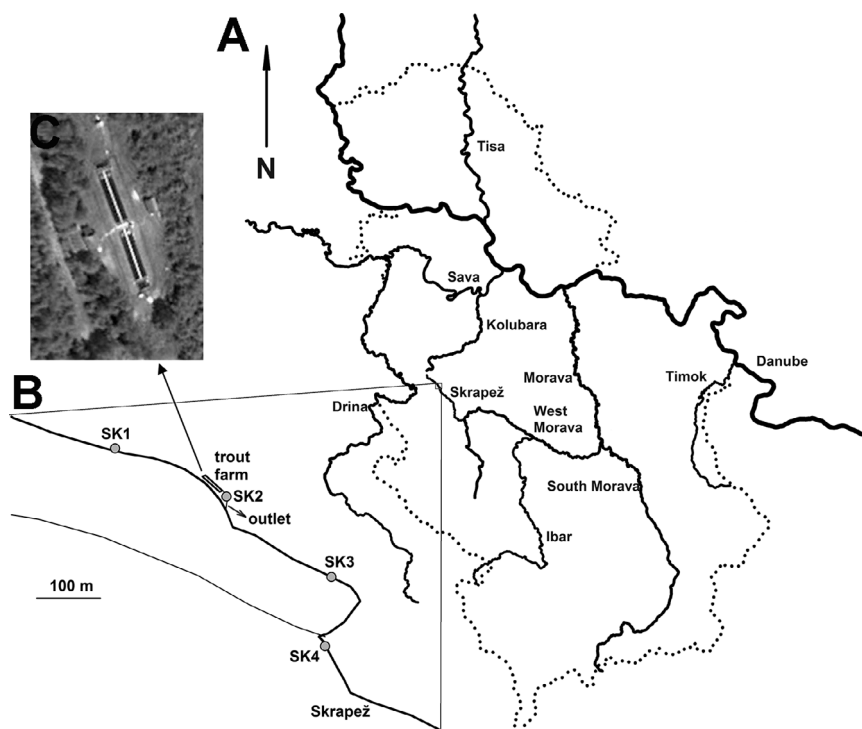 A
N
C
Tisa
Sava
Kolubara
Morava
Timok
Danube
Skrapež
West
Morava
Drina
South Morava
Ibar
B
SK1
trout
farm
SK2
outlet
SK3
100 m
SK4
Skrapež